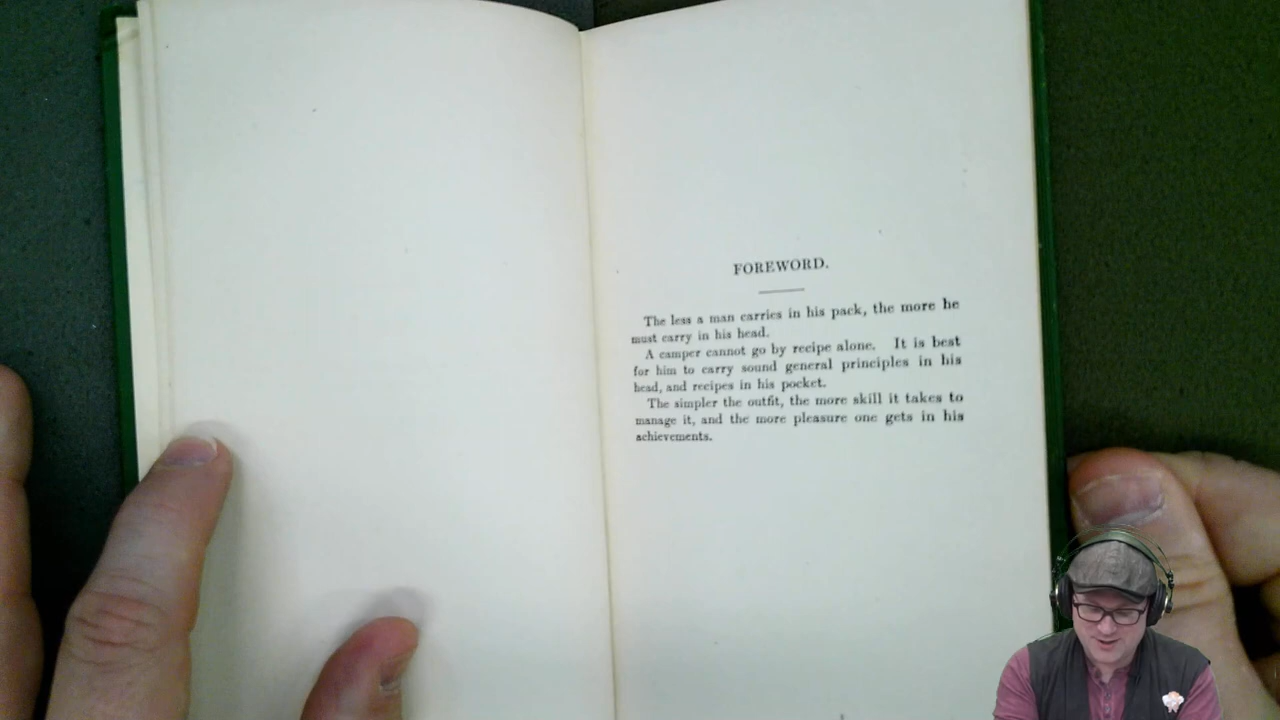 FOREWORD.
The less a man carries in his pack, the more he
must carry in his head.
A camper cannot go by recipe alone. It is best
for him to carry sound general principles in his
head, and recipes in his pocket.
The simpler the outfit, the more skill it takes to
manage it, and the more pleasure one gets in his
achievements.